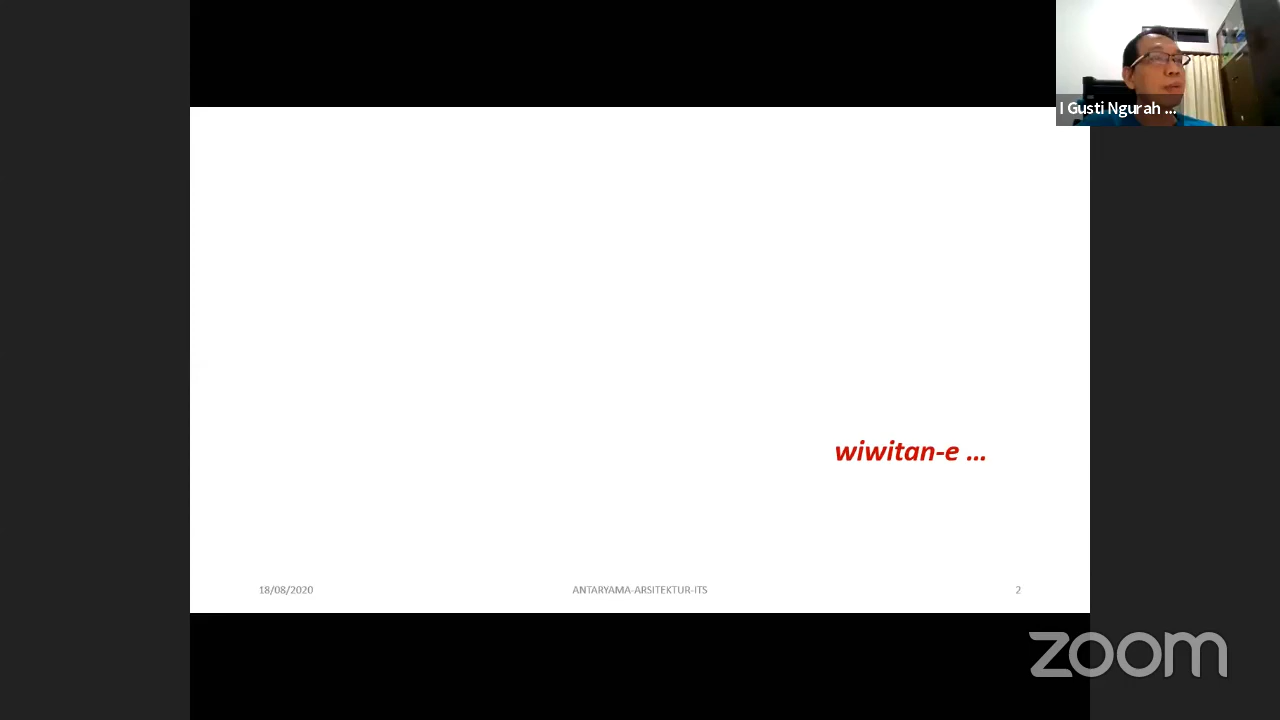 I Gusti Ngurah ...
wiwitan-e ...
18/08/2020
ANTARYAMA-ARSITEKTUR-ITS
2
zoom